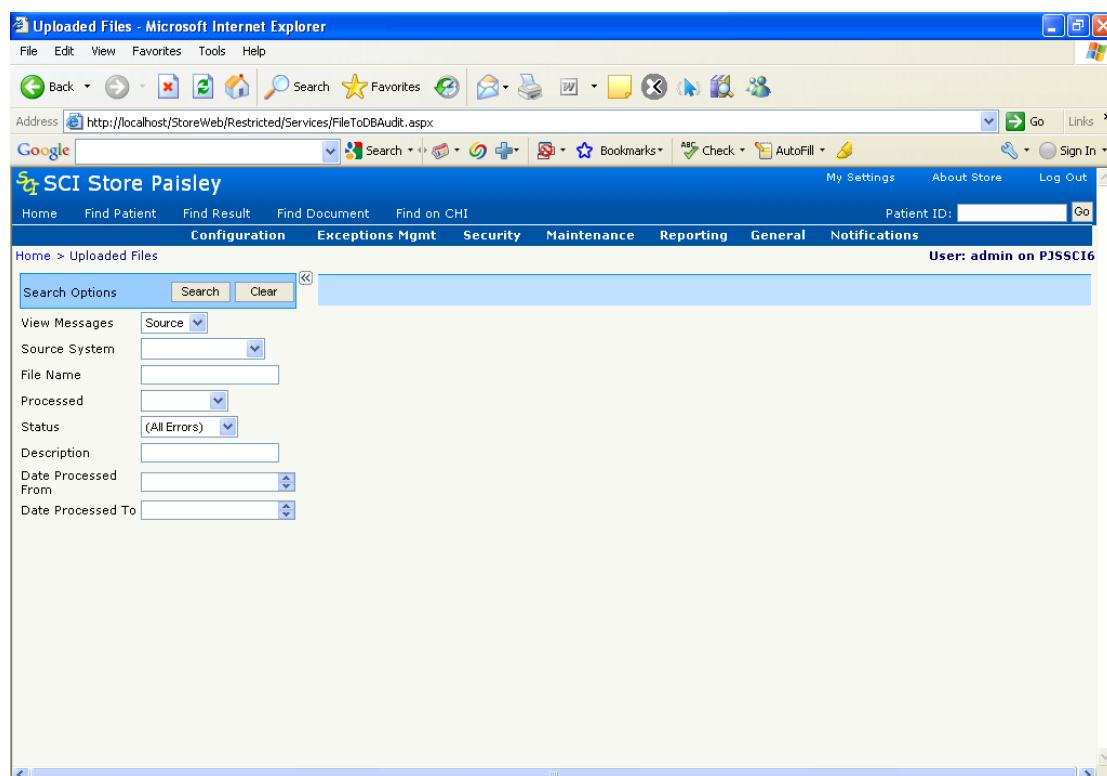 Uploaded Files - Microsoft Internet Explorer
File Edit View Favorites Tools Help
Back Search Favorites
Address http://localhost/StoreWeb/Restricted/Services/FileToDBAudit.aspx Go Links
Google Search Bookmarks ABC Check AutoFill Sign In
SCI SCI Store Paisley My Settings About Store Log Out
Home Find Patient Find Result Find Document Find on CHI Patient ID: Go
Configuration Exceptions Mgmt Security Maintenance Reporting General Notifications
Home > Uploaded Files User: admin on PJSSCI6
Search Options Search Clear
View Messages Source
Source System
File Name
Processed
Status (All Errors)
Description
Date Processed
From
Date Processed To